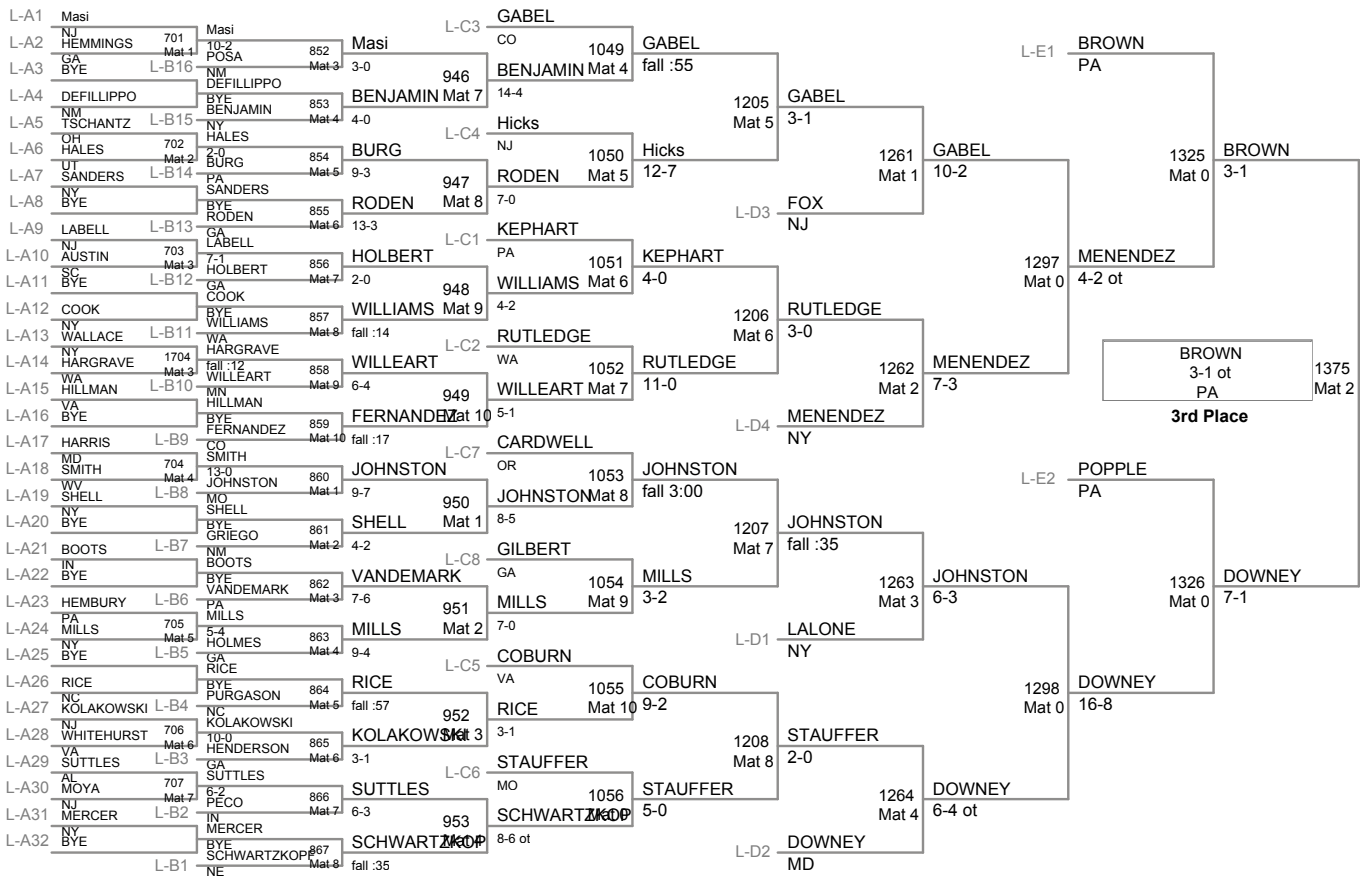 L-A1 Masi
NJ
L-A2 HEMMINGS
GA
701
Mat 1
L-A3 BYE
L-A4 DEFILLIPPO
NM
L-A5 TSCHANTZ
OH
L-A6 HALES
UT
702
Mat 2
L-A7 SANDERS
NY
L-A8 BYE
L-A9 LABELL
NJ
L-A10 AUSTIN
SC
703
Mat 3
L-A11 BYE
L-A12 COOK
NY
L-A13 WALLACE
NY
L-A14 HARGRAVE
WA
1704
Mat 3
L-A15 HILLMAN
VA
L-A16 BYE
L-A17 HARRIS
MD
L-A18 SMITH
WV
704
Mat 4
L-A19 SHELL
NY
L-A20 BYE
L-A21 BOOTS
IN
L-A22 BYE
L-A23 HEMBURY
PA
L-A24 MILLS
NY
705
Mat 5
L-A25 BYE
L-A26 RICE
NC
L-A27 KOLAKOWSKI
NJ
L-A28 WHITEHURST
VA
706
Mat 6
L-A29 SUTTLES
AL
L-A30 MOYA
NJ
707
Mat 7
L-A31 MERCER
NY
L-A32 BYE
Masi
10-2
L-B16 POSA
NM
852
Mat 3
DEFILLIPPO
BYE
L-B15 BENJAMIN
NY
853
Mat 4
HALES
2-0
L-B14 BURG
PA
854
Mat 5
SANDERS
BYE
L-B13 RODEN
GA
855
Mat 6
LABELL
7-1
L-B12 HOLBERT
GA
856
Mat 7
COOK
BYE
L-B11 WILLIAMS
WA
857
Mat 8
HARGRAVE
fall :12
L-B10 WILLEART
MN
858
Mat 9
HILLMAN
BYE
L-B9 FERNANDEZ
CO
859
Mat 10
SMITH
13-0
L-B8 JOHNSTON
MO
860
Mat 1
SHELL
BYE
L-B7 GRIEGO
NM
861
Mat 2
BOOTS
BYE
L-B6 VANDEMARK
PA
862
Mat 3
MILLS
5-4
L-B5 HOLMES
GA
863
Mat 4
RICE
BYE
L-B4 PURGASON
NC
864
Mat 5
KOLAKOWSKI
10-0
L-B3 HENDERSON
GA
865
Mat 6
SUTTLES
6-2
L-B2 PECO
IN
866
Mat 7
MERCER
BYE
L-B1 SCHWARTZKOPF
NE
867
Mat 8
Masi
3-0
946
Mat 7
BENJAMIN
4-0
BURG
9-3
947
Mat 8
RODEN
13-3
HOLBERT
2-0
948
Mat 9
WILLIAMS
fall :14
WILLEART
6-4
949
Mat 10
FERNANDEZ
fall :17
JOHNSTON
9-7
950
Mat 1
SHELL
4-2
VANDEMARK
7-6
951
Mat 2
MILLS
9-4
RICE
fall :57
952
Mat 3
KOLAKOWSKI
3-1
SUTTLES
6-3
953
SCHWARTZKOP
fall :35
L-C3 GABEL
CO
1049
Mat 4
BENJAMIN
14-4
L-C4 Hicks
NJ
1050
Mat 5
RODEN
7-0
L-C1 KEPHART
PA
1051
Mat 6
WILLIAMS
4-2
L-C2 RUTLEDGE
WA
1052
Mat 7
WILLEART
5-1
L-C7 CARDWELL
OR
1053
Mat 8
JOHNSTON
8-5
L-C8 GILBERT
GA
1054
Mat 9
MILLS
7-0
L-C5 COBURN
VA
1055
Mat 10
RICE
3-1
L-C6 STAUFFER
MO
1056
SCHWARTZKOP
8-6 ot
GABEL
fall :55
1205
Mat 5
Hicks
12-7
KEPHART
4-0
1206
Mat 6
RUTLEDGE
11-0
JOHNSTON
fall 3:00
1207
Mat 7
MILLS
3-2
COBURN
9-2
1208
Mat 8
STAUFFER
5-0
GABEL
3-1
1261
Mat 1
L-D3 FOX
NJ
RUTLEDGE
3-0
1262
Mat 2
L-D4 MENENDEZ
NY
JOHNSTON
fall :35
1263
Mat 3
L-D1 LALONE
NY
STAUFFER
2-0
1264
Mat 4
L-D2 DOWNEY
MD
GABEL
10-2
1297
Mat 0
MENENDEZ
7-3
JOHNSTON
6-3
1298
Mat 0
DOWNEY
6-4 ot
L-E1 BROWN
PA
1325
Mat 0
MENENDEZ
4-2 ot
L-E2 POPPLE
PA
1326
Mat 0
DOWNEY
16-8
BROWN
3-1
DOWNEY
7-1
BROWN
3-1 ot
PA
1375
Mat 2
3rd Place